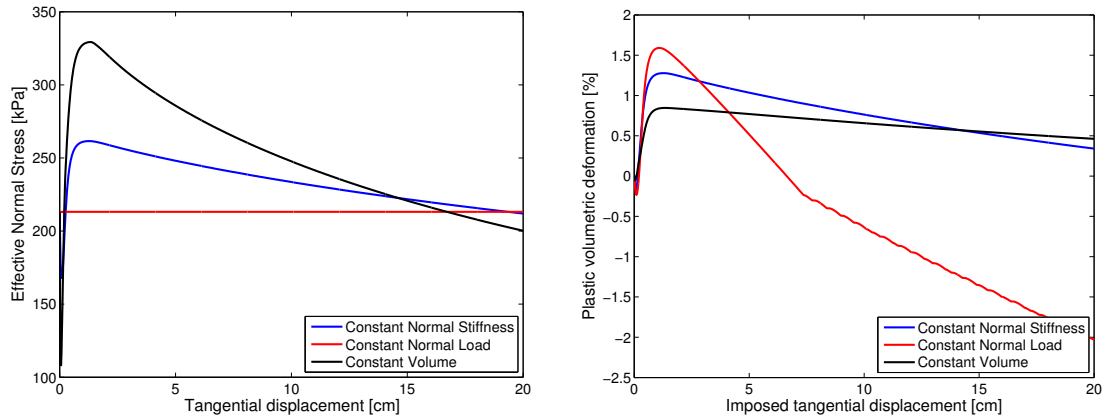 350
300
250
200
150
100
Effective Normal Stress [kPa]
0
5
10
15
20
Tangential displacement [cm]
Constant Normal Stiffness
Constant Normal Load
Constant Volume
2
1.5
1
0.5
0
−0.5
−1
−1.5
−2
−2.5
Plastic volumetric deformation [%]
0
5
10
15
20
Imposed tangential displacement [cm]
Constant Normal Stiffness
Constant Normal Load
Constant Volume